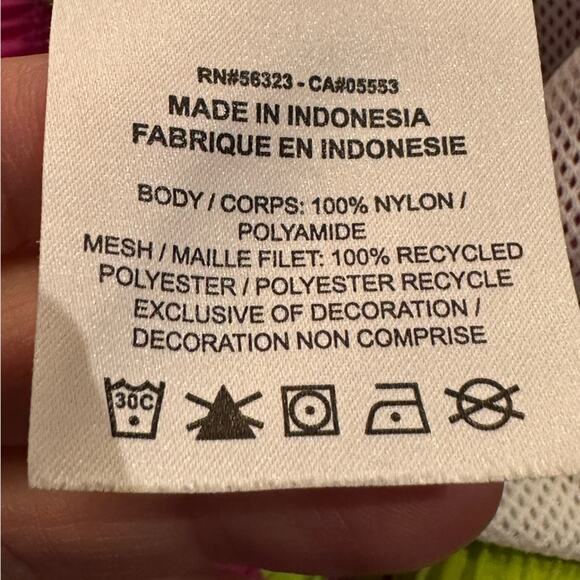 RN#56323 - CA#05553
MADE IN INDONESIA
FABRIQUE EN INDONESIE
BODY / CORPS: 100% NYLON /
POLYAMIDE
MESH / MAILLE FILET: 100% RECYCLED
POLYESTER / POLYESTER RECYCLE
EXCLUSIVE OF DECORATION /
DECORATION NON COMPRISE
30C